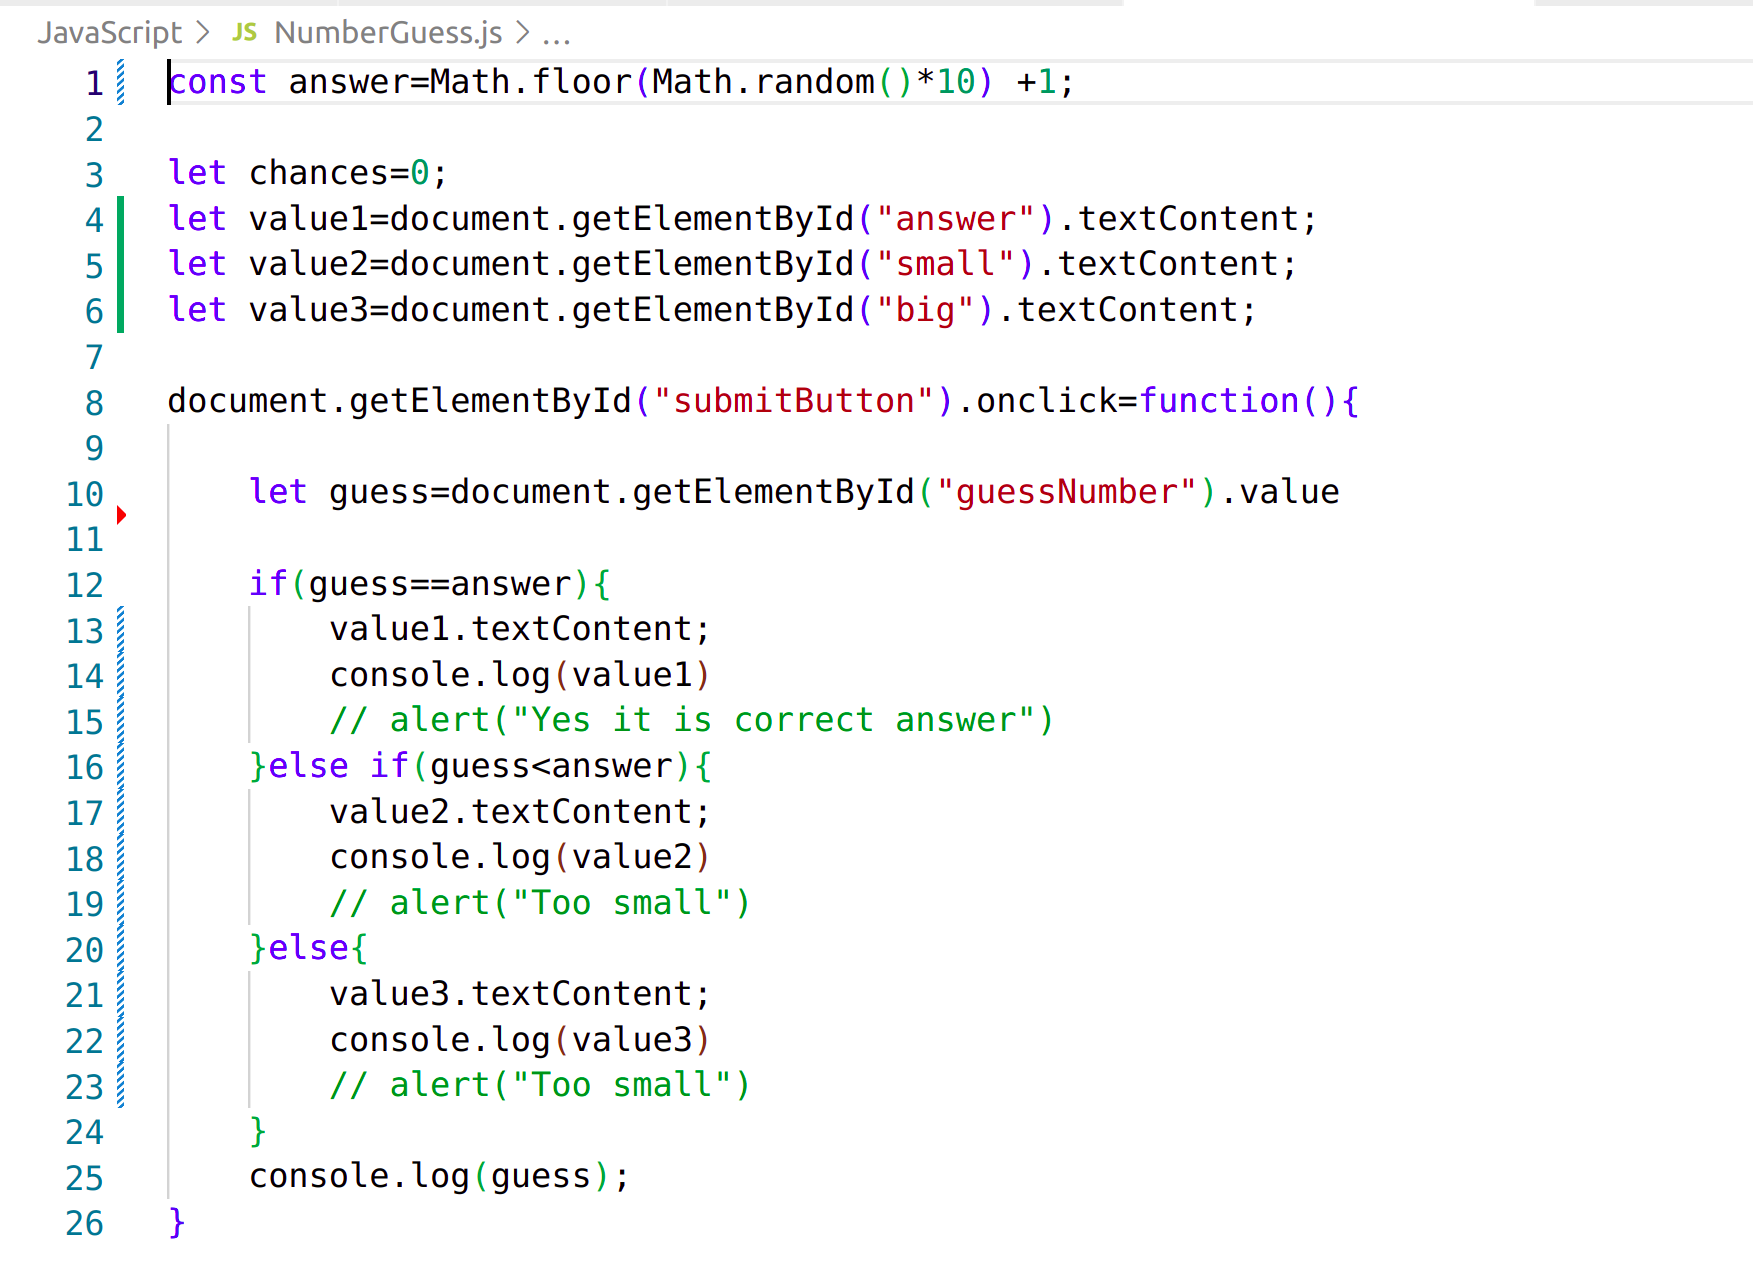 JavaScript > JS NumberGuess.js > ...
1 const answer=Math.floor(Math.random()*10) +1;
2
3 let chances=0;
4 let value1=document.getElementById("answer").textContent;
5 let value2=document.getElementById("small").textContent;
6 let value3=document.getElementById("big").textContent;
7
8 document.getElementById("submitButton").onclick=function(){
9
10     let guess=document.getElementById("guessNumber").value
11
12     if(guess==answer){
13         value1.textContent;
14         console.log(value1)
15         // alert("Yes it is correct answer")
16     }else if(guess<answer){
17         value2.textContent;
18         console.log(value2)
19         // alert("Too small")
20     }else{
21         value3.textContent;
22         console.log(value3)
23         // alert("Too small")
24     }
25     console.log(guess);
26 }